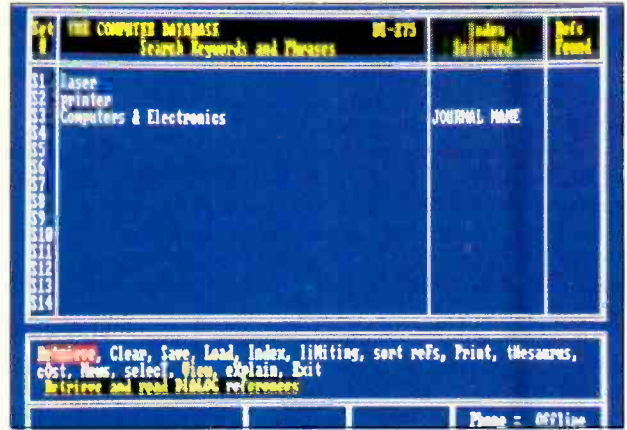 Set THE COMPUTER DATABASE DI-275 Index Refs
# Search Keywords and Phrases Selected Found
S1 laser
S2 printer
S3 Computers & Electronics JOURNAL NAME
S4
S5
S6
S7
S8
S9
S10
S11
S12
S13
S14
Retrieve, Clear, Save, Load, Index, liMiting, sort reFs, Print, tHesaurus,
cOst, News, selecT, View, eXplain, Exit
Retrieve and read DIALOG references
Phone = Offline